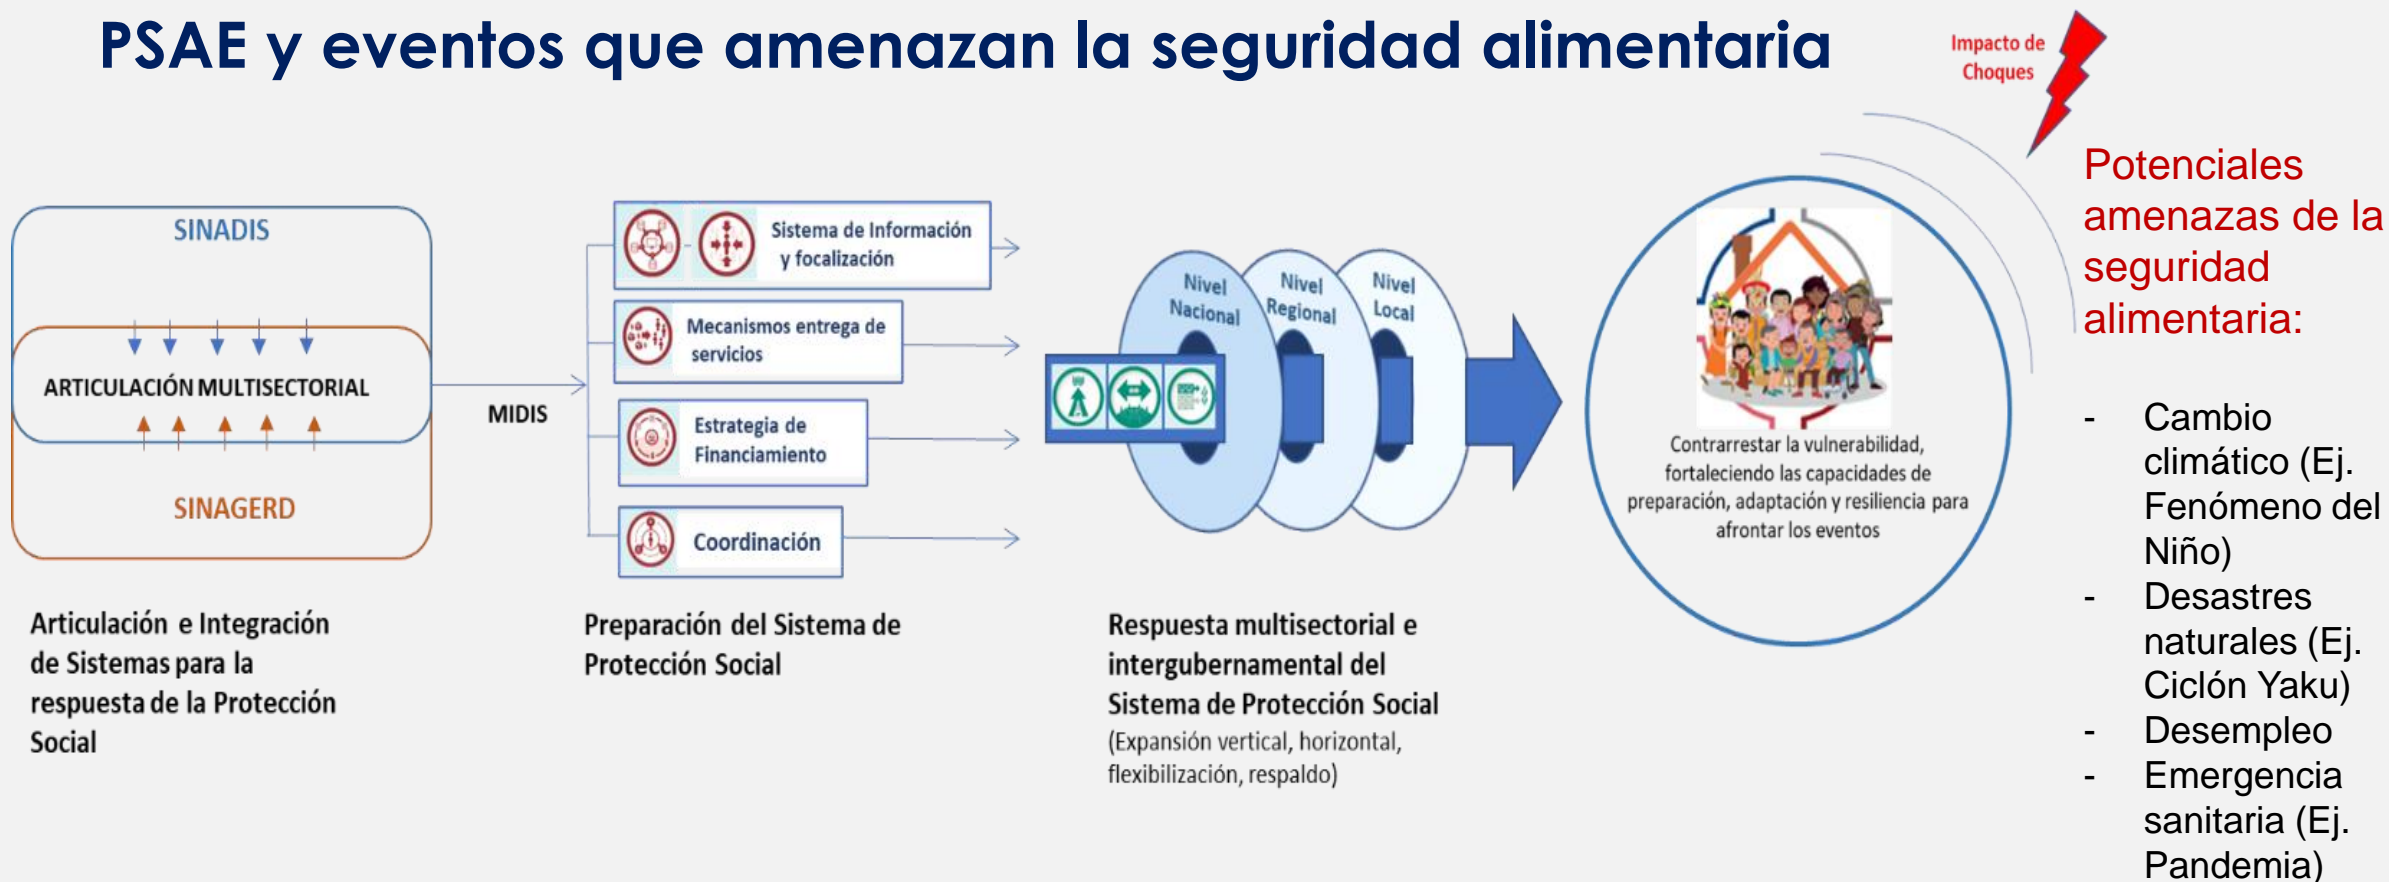 PSAE y eventos que amenazan la seguridad alimentaria
Impacto de
Choques
SINADIS
ARTICULACIÓN MULTISECTORIAL
SINAGERD
MIDIS
Sistema de Información
y focalización
Mecanismos entrega de
servicios
Estrategia de
Financiamiento
Coordinación
Nivel
Nacional
Nivel
Regional
Nivel
Local
Contrarrestar la vulnerabilidad,
fortaleciendo las capacidades de
preparación, adaptación y resiliencia para
afrontar los eventos
Potenciales
amenazas de la
seguridad
alimentaria:
- Cambio
climático (Ej.
Fenómeno del
Niño)
- Desastres
naturales (Ej.
Ciclón Yaku)
- Desempleo
- Emergencia
sanitaria (Ej.
Pandemia)
Articulación e Integración
de Sistemas para la
respuesta de la Protección
Social
Preparación del Sistema de
Protección Social
Respuesta multisectorial e
intergubernamental del
Sistema de Protección Social
(Expansión vertical, horizontal,
flexibilización, respaldo)